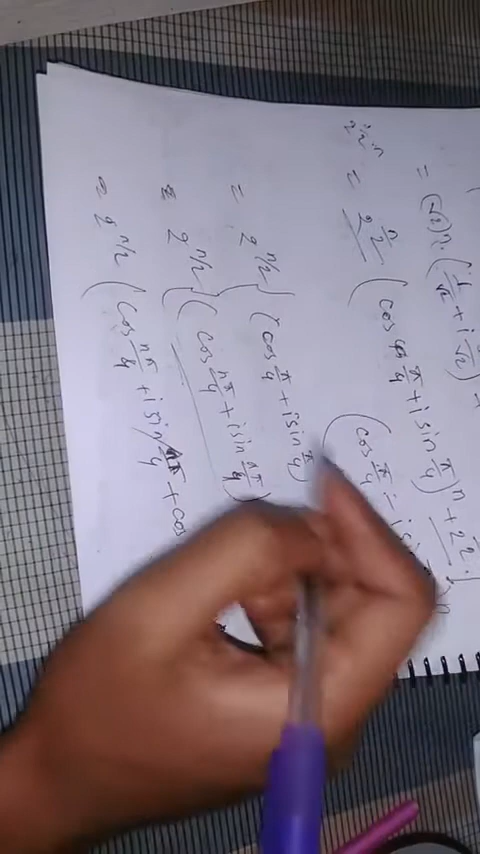 = (√2)n. (1/√2 + i 1/√2)
2^{1/2·n} = 2^{n/2} (cos π/4 + i sin π/4)^n + 2^{n/2}.
(cos π/4 − i
= 2^{n/2} { (cos π/4 + i sin π/4)
= 2^{n/2} { (cos nπ/4 + i sin nπ/4)
= 2^{n/2} (cos nπ/4 + i sin nπ/4 + cos